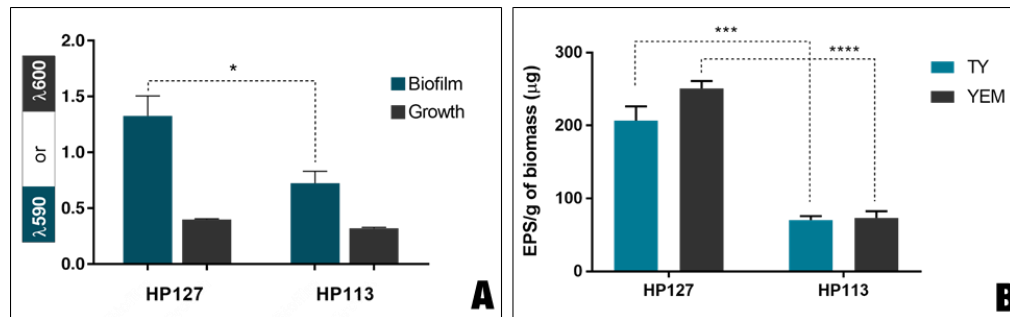 2.0
1.5
1.0
0.5
0.0
λ600
or
λ590
*
Biofilm
Growth
HP127
HP113
A
EPS/g of biomass (µg)
300
200
100
0
***
****
TY
YEM
HP127
HP113
B